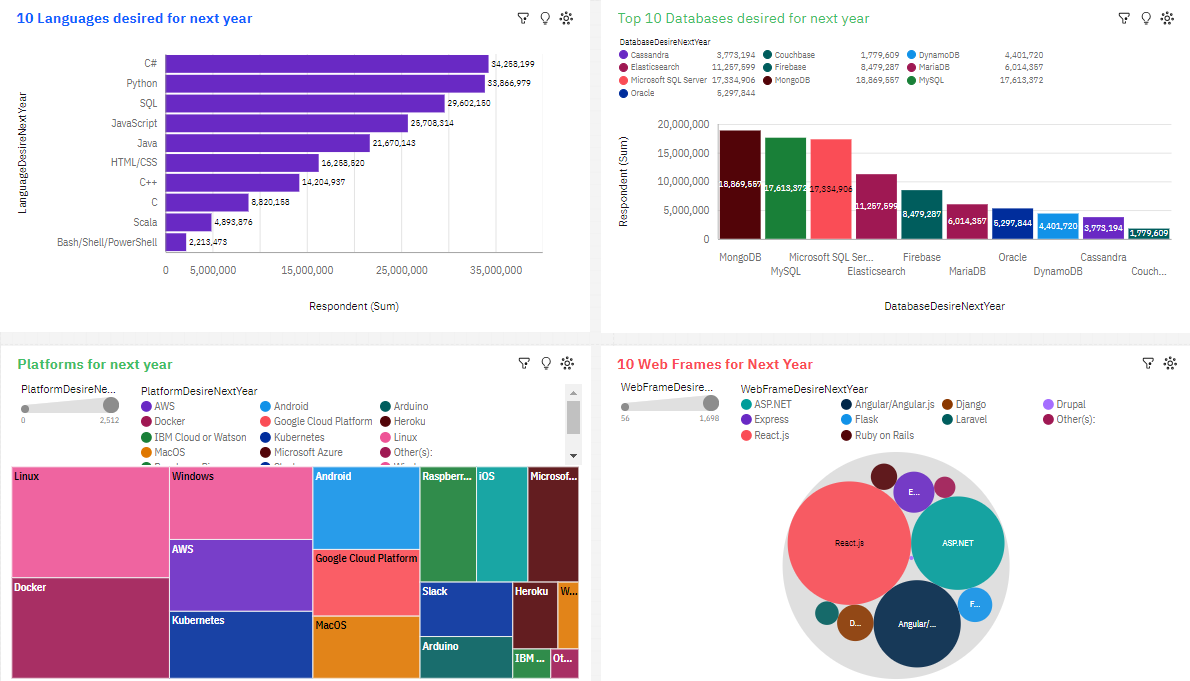 10 Languages desired for next year
LanguageDesireNextYear
C# 34,258,199
Python 33,866,979
SQL 29,602,150
JavaScript 25,708,314
Java 21,670,143
HTML/CSS 16,258,520
C++ 14,204,937
C 8,820,158
Scala 4,893,876
Bash/Shell/PowerShell 2,213,473
0 5,000,000 15,000,000 25,000,000 35,000,000
Respondent (Sum)
Top 10 Databases desired for next year
DatabaseDesireNextYear
Cassandra 3,773,194 Couchbase 1,779,609 DynamoDB 4,401,720
Elasticsearch 11,257,599 Firebase 8,479,287 MariaDB 6,014,357
Microsoft SQL Server 17,334,906 MongoDB 18,869,557 MySQL 17,613,372
Oracle 5,297,844
Respondent (Sum)
20,000,000
15,000,000
10,000,000
5,000,000
0
18,869,557 17,613,372 17,334,906 11,257,599 8,479,287 6,014,357 5,297,844 4,401,720 3,773,194 1,779,609
MongoDB Microsoft SQL Ser... Firebase Oracle Cassandra
MySQL Elasticsearch MariaDB DynamoDB Couch...
DatabaseDesireNextYear
Platforms for next year
PlatformDesireNe...
0 2,512
PlatformDesireNextYear
AWS Android Arduino
Docker Google Cloud Platform Heroku
IBM Cloud or Watson Kubernetes Linux
MacOS Microsoft Azure Other(s):
Linux
Docker
Windows
AWS
Kubernetes
Android
Google Cloud Platform
MacOS
Raspberr... iOS Microsof...
Slack
Arduino
Heroku W...
IBM ... Ot...
10 Web Frames for Next Year
WebFrameDesire...
56 1,698
WebFrameDesireNextYear
ASP.NET Angular/Angular.js Django Drupal
Express Flask Laravel Other(s):
React.js Ruby on Rails
E...
React.js ASP.NET
F...
D... Angular/...